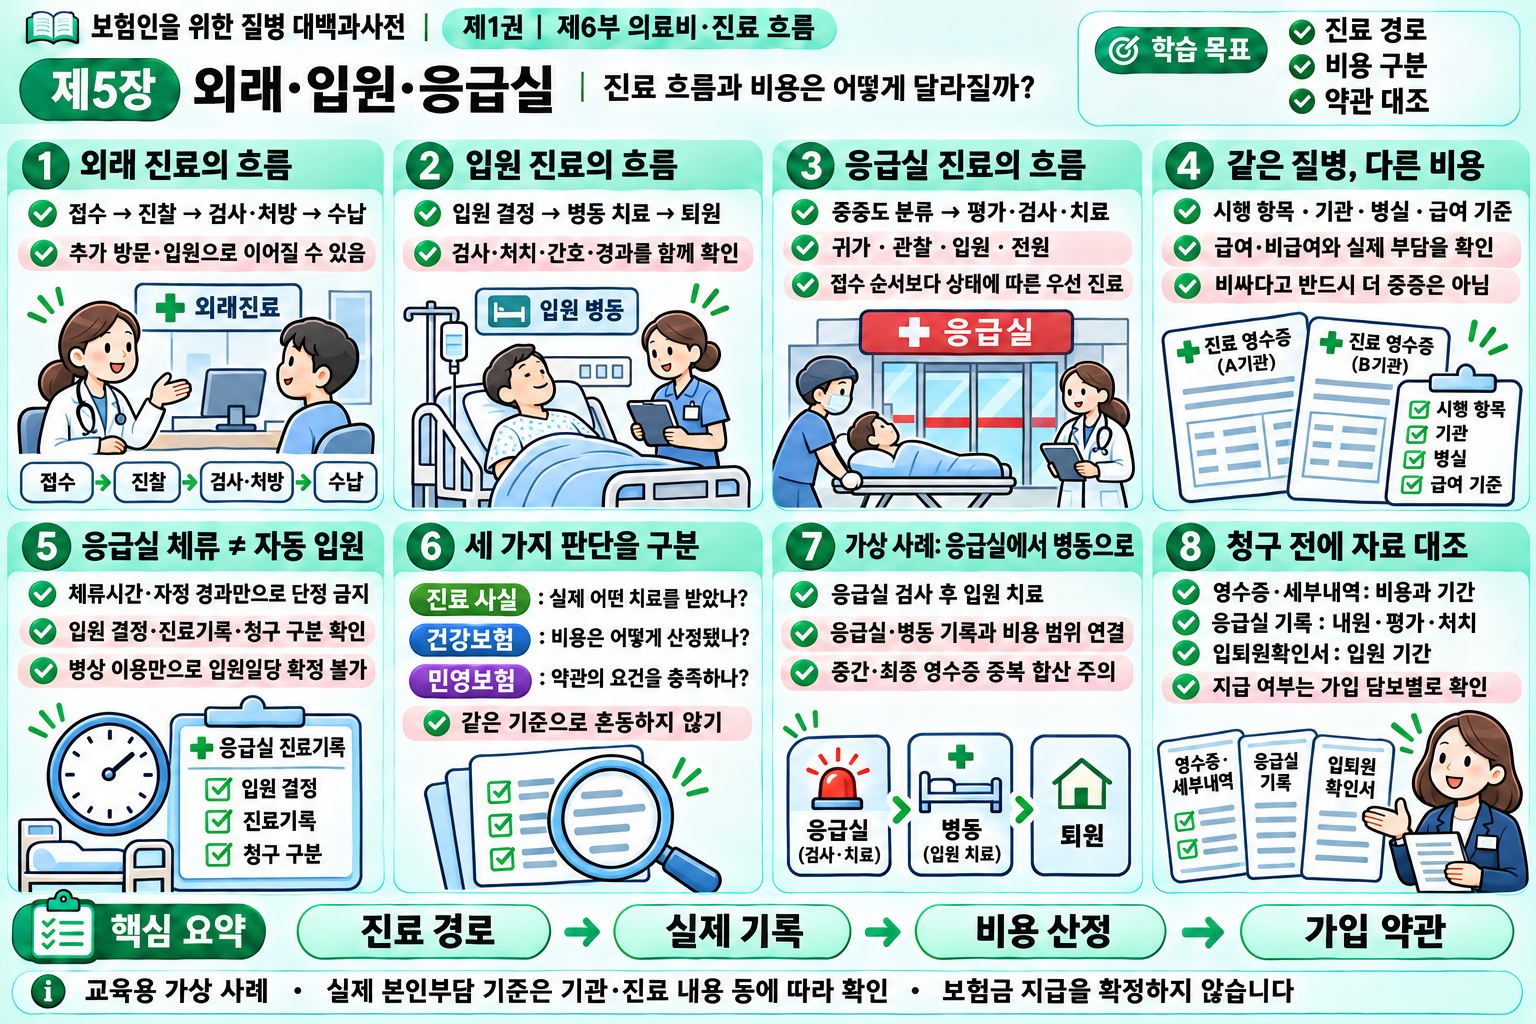 보험인을 위한 질병 대백과사전 | 제1권 | 제6부 의료비·진료 흐름
제5장 외래·입원·응급실 | 진료 흐름과 비용은 어떻게 달라질까?
학습 목표
진료 경로
비용 구분
약관 대조
1 외래 진료의 흐름
접수 → 진찰 → 검사·처방 → 수납
추가 방문·입원으로 이어질 수 있음
외래진료
접수 → 진찰 → 검사·처방 → 수납
2 입원 진료의 흐름
입원 결정 → 병동 치료 → 퇴원
검사·처치·간호·경과를 함께 확인
입원 병동
3 응급실 진료의 흐름
중중도 분류 → 평가·검사·치료
귀가 · 관찰 · 입원 · 전원
접수 순서보다 상태에 따른 우선 진료
응급실
4 같은 질병, 다른 비용
시행 항목 · 기관 · 병실 · 급여 기준
급여·비급여와 실제 부담을 확인
비싸다고 반드시 더 중증은 아님
진료 영수증
(A기관)
진료 영수증
(B기관)
시행 항목
기관
병실
급여 기준
5 응급실 체류 ≠ 자동 입원
체류시간·자정 경과만으로 단정 금지
입원 결정·진료기록·청구 구분 확인
병상 이용만으로 입원일당 확정 불가
응급실 진료기록
입원 결정
진료기록
청구 구분
6 세 가지 판단을 구분
진료 사실 : 실제 어떤 치료를 받았나?
건강보험 : 비용은 어떻게 산정됐나?
민영보험 : 약관의 요건을 충족하나?
같은 기준으로 혼동하지 않기
7 가상 사례: 응급실에서 병동으로
응급실 검사 후 입원 치료
응급실·병동 기록과 비용 범위 연결
중간·최종 영수증 중복 합산 주의
응급실
(검사·치료)
병동
(입원 치료)
퇴원
8 청구 전에 자료 대조
영수증·세부내역: 비용과 기간
응급실 기록 : 내원·평가·처치
입퇴원확인서 : 입원 기간
지급 여부는 가입 담보별로 확인
영수증·
세부내역
응급실
기록
입퇴원
확인서
핵심 요약
진료 경로 → 실제 기록 → 비용 산정 → 가입 약관
i 교육용 가상 사례 • 실제 본인부담 기준은 기관·진료 내용 등에 따라 확인 • 보험금 지급을 확정하지 않습니다